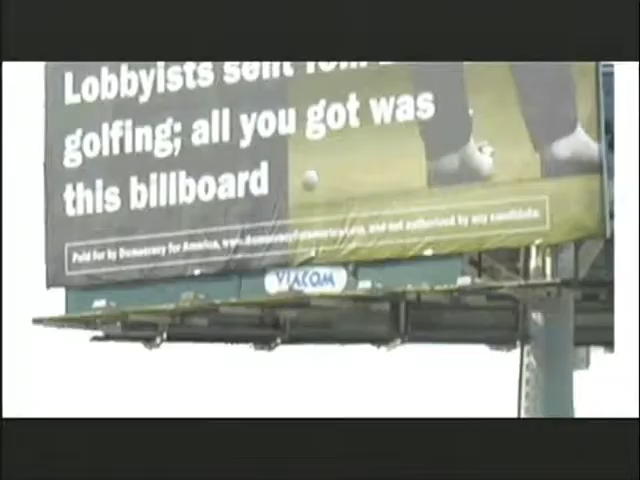 Lobbyists sent Tom
golfing; all you got was
this billboard
Paid for by Democracy for America, and not authorized by any candidate.
VIACOM